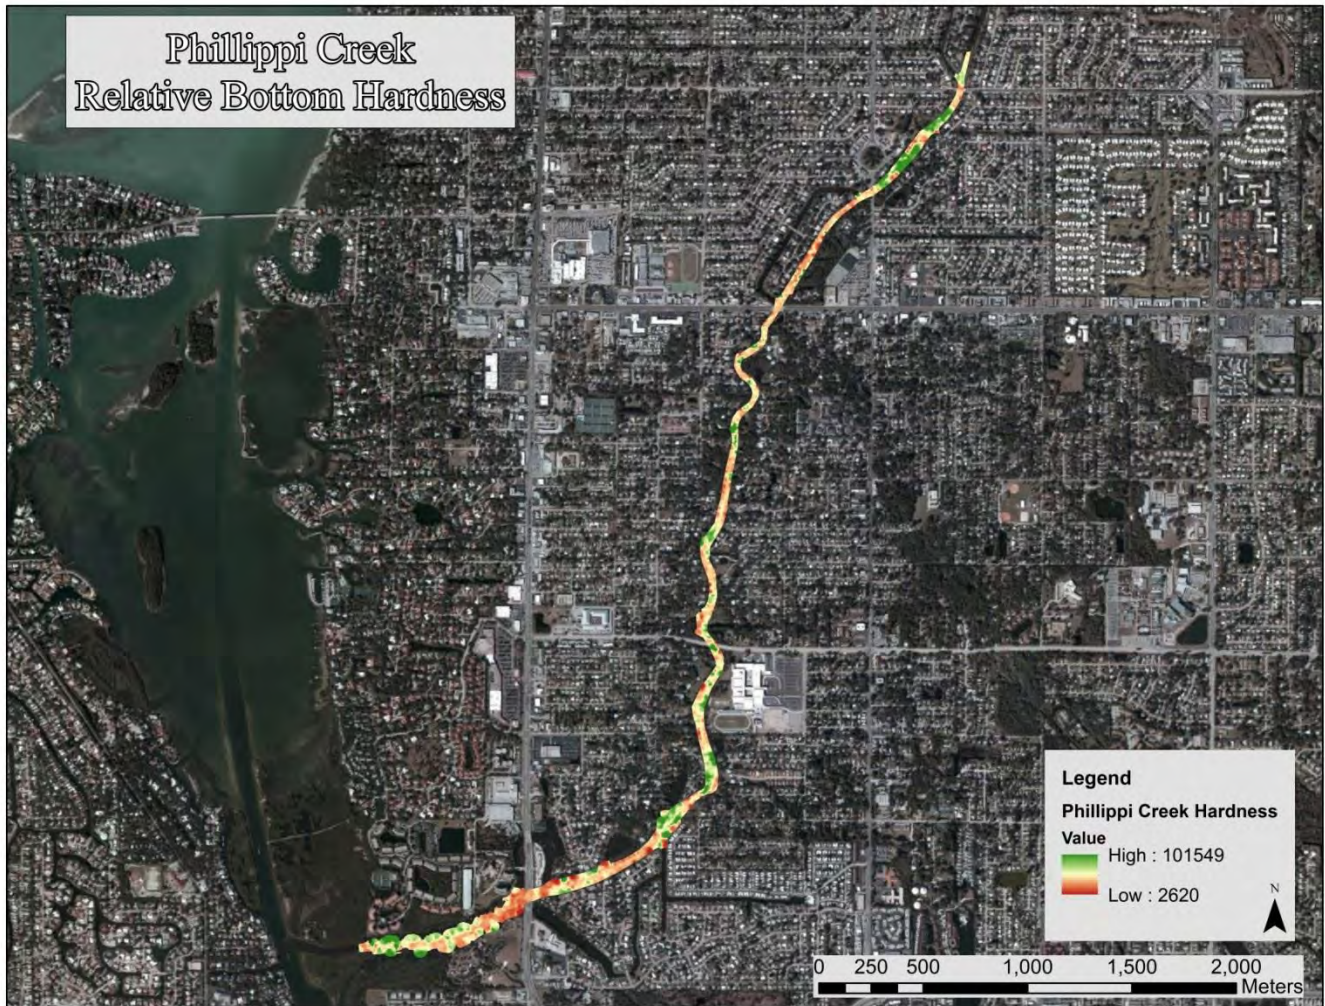 Phillippi Creek
Relative Bottom Hardness
Legend
Phillippi Creek Hardness
Value
High : 101549
Low : 2620
N
0 250 500 1,000 1,500 2,000
Meters